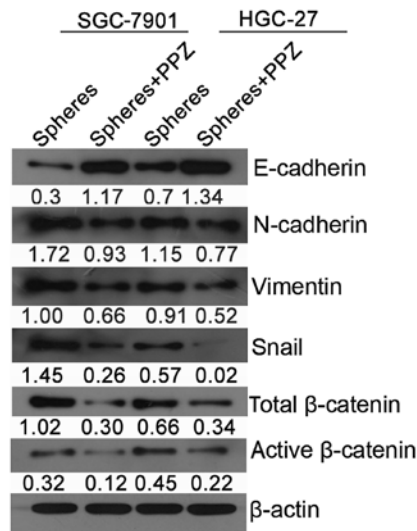 SGC-7901 HGC-27
Spheres Spheres+PPZ Spheres Spheres+PPZ
E-cadherin
0.3 1.17 0.7 1.34
N-cadherin
1.72 0.93 1.15 0.77
Vimentin
1.00 0.66 0.91 0.52
Snail
1.45 0.26 0.57 0.02
Total β-catenin
1.02 0.30 0.66 0.34
Active β-catenin
0.32 0.12 0.45 0.22
β-actin